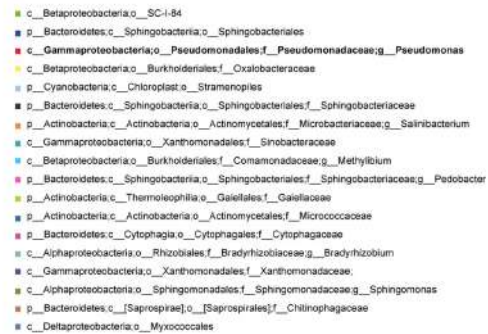 c__Betaproteobacteria;o__SC-I-84
p__Bacteroidetes;c__Sphingobacteriia;o__Sphingobacteriales
c__Gammaproteobacteria;o__Pseudomonadales;f__Pseudomonadaceae;g__Pseudomonas
c__Betaproteobacteria;o__Burkholderiales;f__Oxalobacteraceae
p__Cyanobacteria;c__Chloroplast;o__Stramenopiles
p__Bacteroidetes;c__Sphingobacteriia;o__Sphingobacteriales;f__Sphingobacteriaceae
p__Actinobacteria;c__Actinobacteria;o__Actinomycetales;f__Microbacteriaceae;g__Salinibacterium
c__Gammaproteobacteria;o__Xanthomonadales;f__Sinobacteraceae
c__Betaproteobacteria;o__Burkholderiales;f__Comamonadaceae;g__Methylibium
p__Bacteroidetes;c__Sphingobacteriia;o__Sphingobacteriales;f__Sphingobacteriaceae;g__Pedobacter
p__Actinobacteria;c__Thermoleophilia;o__Gaiellales;f__Gaiellaceae
p__Actinobacteria;c__Actinobacteria;o__Actinomycetales;f__Micrococcaceae
p__Bacteroidetes;c__Cytophagia;o__Cytophagales;f__Cytophagaceae
c__Alphaproteobacteria;o__Rhizobiales;f__Bradyrhizobiaceae;g__Bradyrhizobium
c__Gammaproteobacteria;o__Xanthomonadales;f__Xanthomonadaceae;
c__Alphaproteobacteria;o__Sphingomonadales;f__Sphingomonadaceae;g__Sphingomonas
p__Bacteroidetes;c__[Saprospirae];o__[Saprospirales];f__Chitinophagaceae
c__Deltaproteobacteria;o__Myxococcales